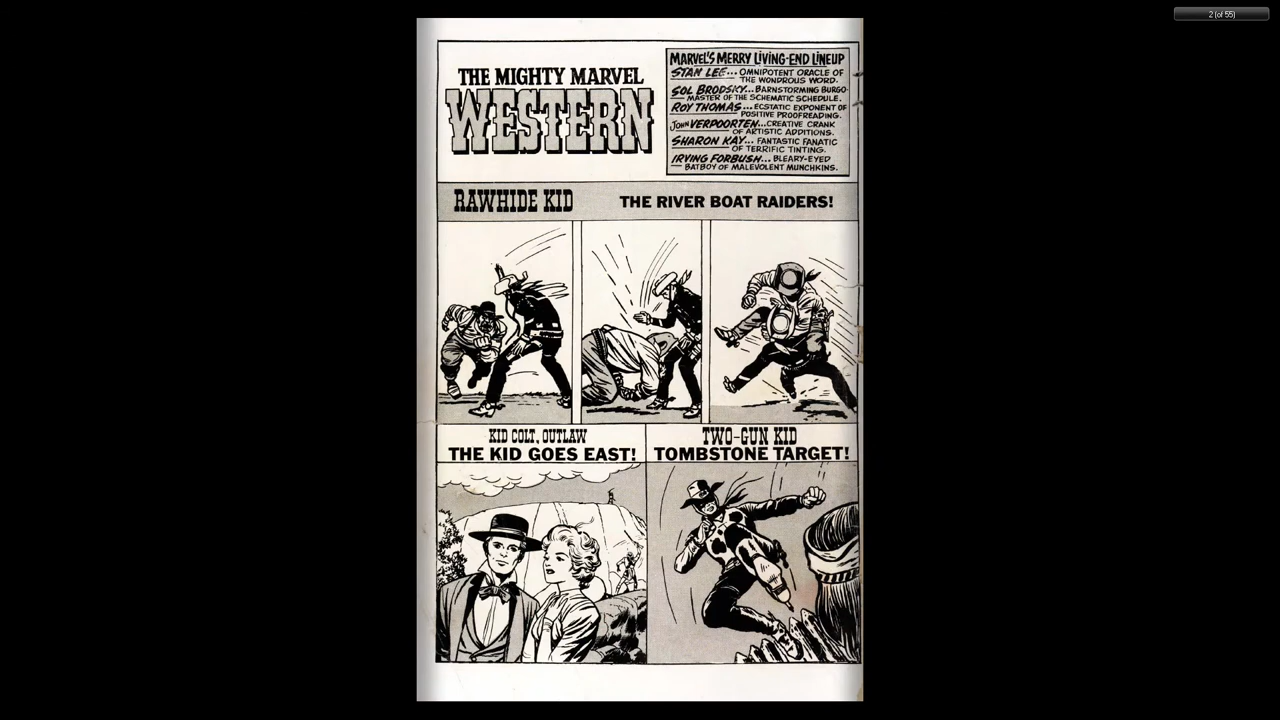 2 (of 55)
THE MIGHTY MARVEL
WESTERN
MARVEL'S MERRY LIVING-END LINEUP
STAN LEE... OMNIPOTENT ORACLE OF
THE WONDROUS WORD.
SOL BRODSKY... BARNSTORMING BURGO-
MASTER OF THE SCHEMATIC SCHEDULE.
ROY THOMAS... ECSTATIC EXPONENT OF
POSITIVE PROOFREADING.
JOHN VERPOORTEN... CREATIVE CRANK
OF ARTISTIC ADDITIONS.
SHARON KAY... FANTASTIC FANATIC
OF TERRIFIC TINTING.
IRVING FORBUSH... BLEARY-EYED
BATBOY OF MALEVOLENT MUNCHKINS.
RAWHIDE KID
THE RIVER BOAT RAIDERS!
KID COLT, OUTLAW
THE KID GOES EAST!
TWO-GUN KID
TOMBSTONE TARGET!